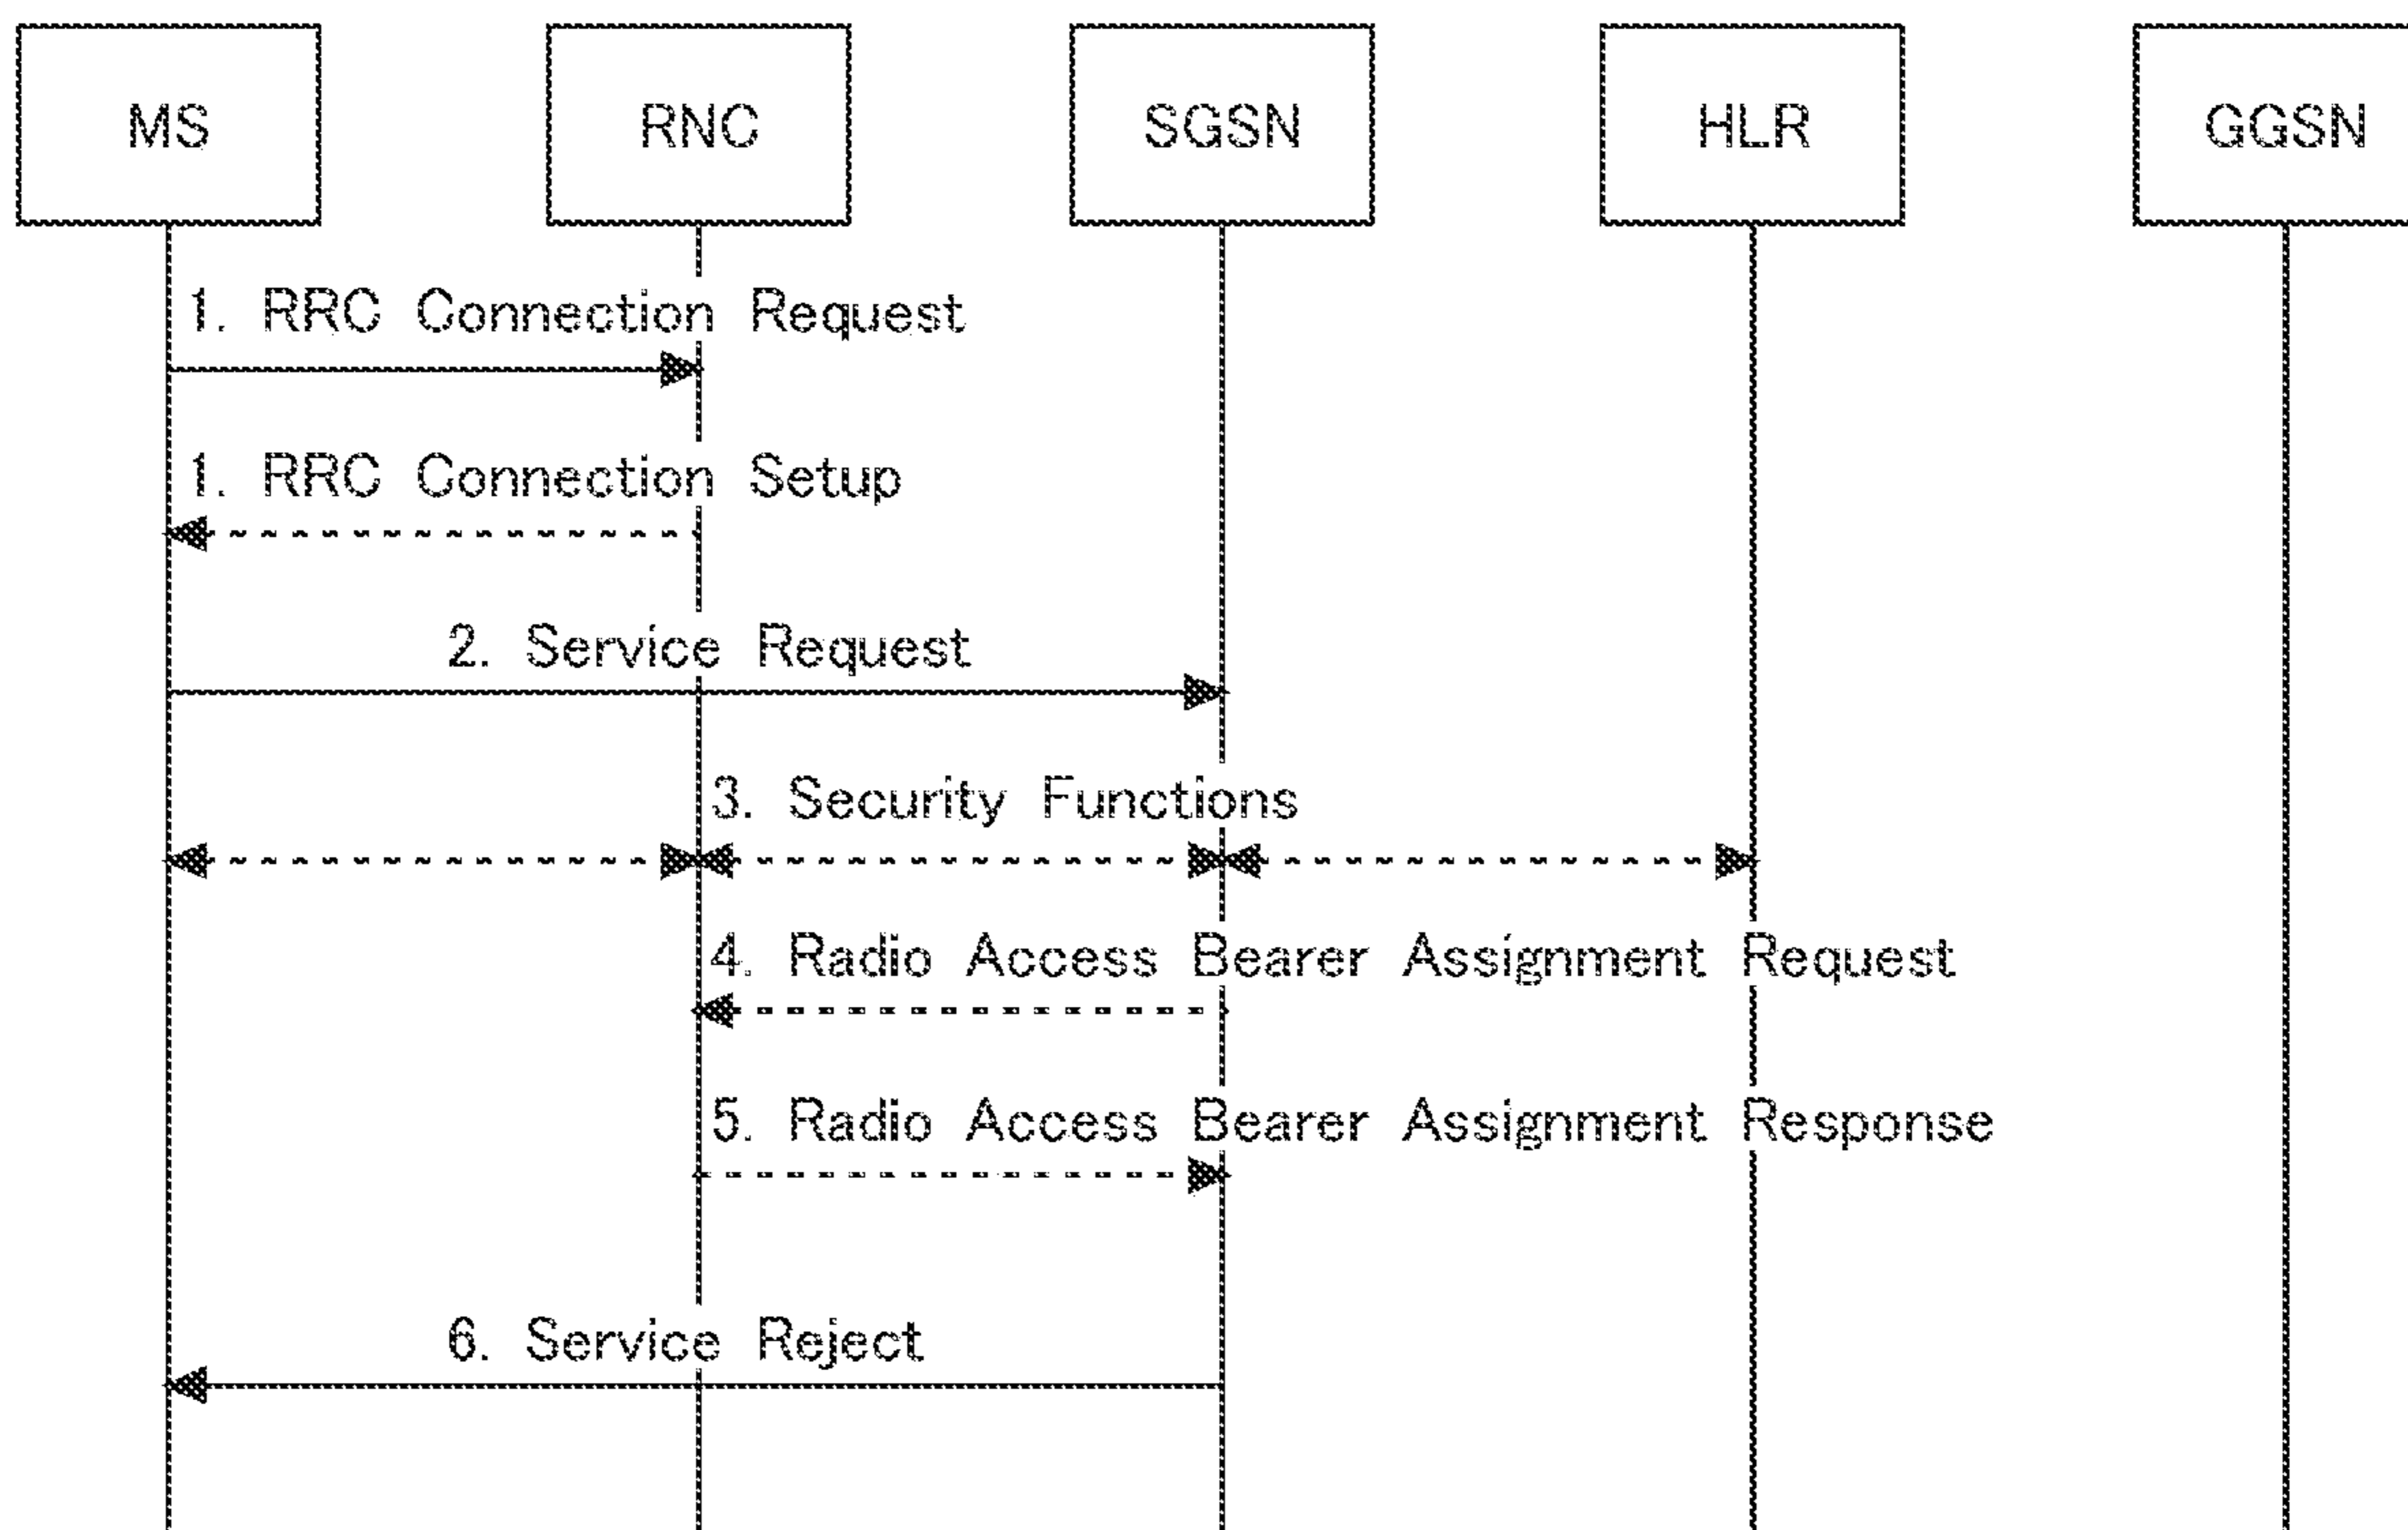 MS
RNC
SGSN
HLR
GGSN
1. RRC Connection Request
1. RRC Connection Setup
2. Service Request
3. Security Functions
4. Radio Access Bearer Assignment Request
5. Radio Access Bearer Assignment Response
6. Service Reject